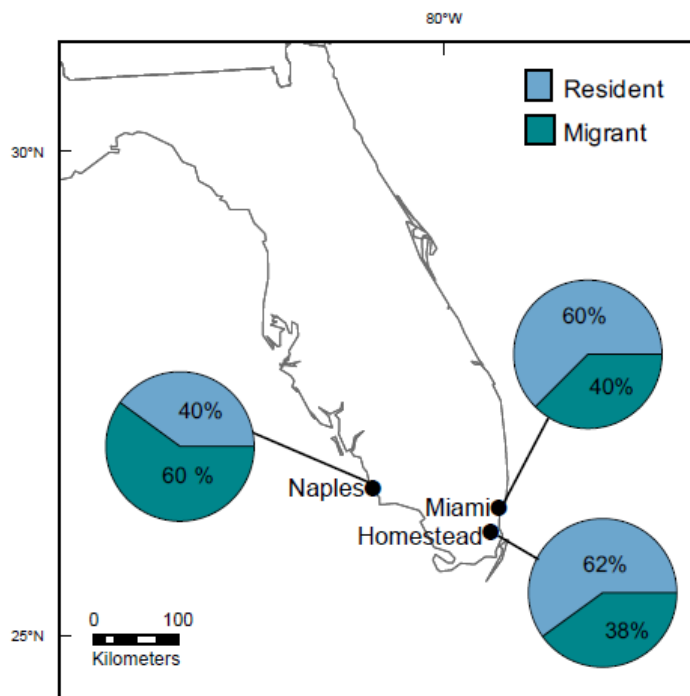 80°W
Resident
Migrant
30°N
60%
40%
40%
60 %
Naples
Miami
Homestead
62%
38%
0 100
Kilometers
25°N